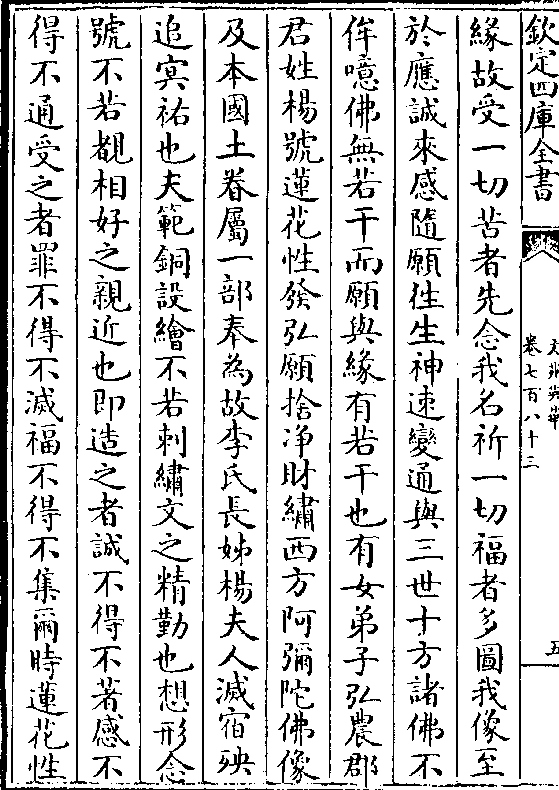 欽定四庫全書
文苑英華
卷七百八十三
五
緣故受一切苦者先念我名祈一切福者多圖我像至
於應誠來感隨願徃生神速變通與三世十方諸佛不
侔噫佛無若干而願與緣有若干也有女弟子弘農郡
君姓楊號蓮花性發弘願捨净財繡西方阿彌陀佛像
及本國土眷屬一部奉為故李氏長姊楊夫人滅宿殃
追冥祐也夫範銅設繪不若刺繡文之精勤也想形念
號不若覩相好之親近也即造之者誠不得不著感不
得不通受之者罪不得不滅福不得不集爾時蓮花性